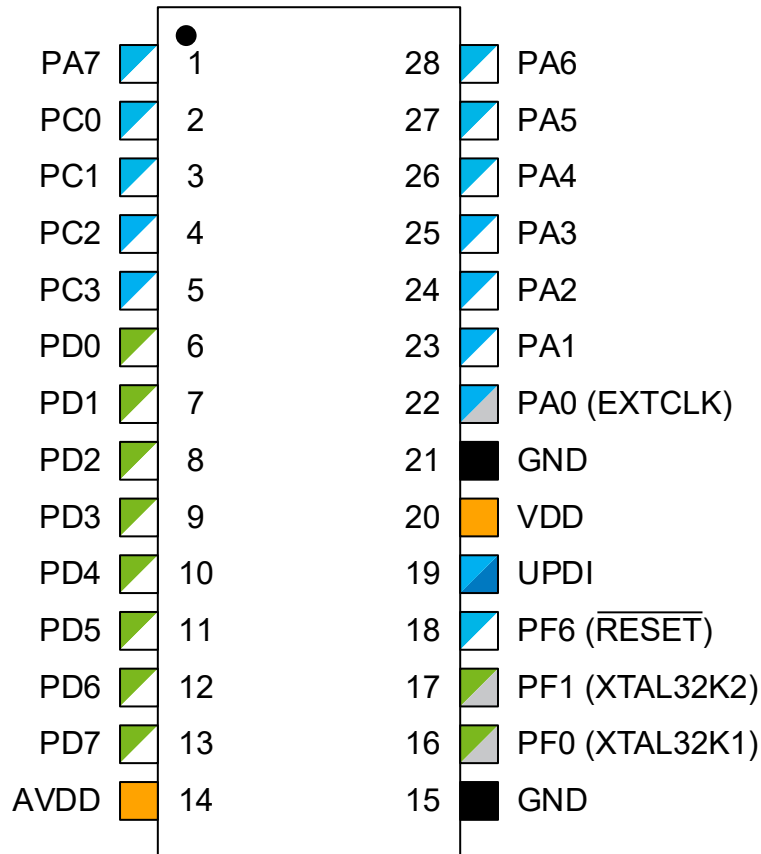 PA7 1 28 PA6
PC0 2 27 PA5
PC1 3 26 PA4
PC2 4 25 PA3
PC3 5 24 PA2
PD0 6 23 PA1
PD1 7 22 PA0 (EXTCLK)
PD2 8 21 GND
PD3 9 20 VDD
PD4 10 19 UPDI
PD5 11 18 PF6 (RESET)
PD6 12 17 PF1 (XTAL32K2)
PD7 13 16 PF0 (XTAL32K1)
AVDD 14 15 GND